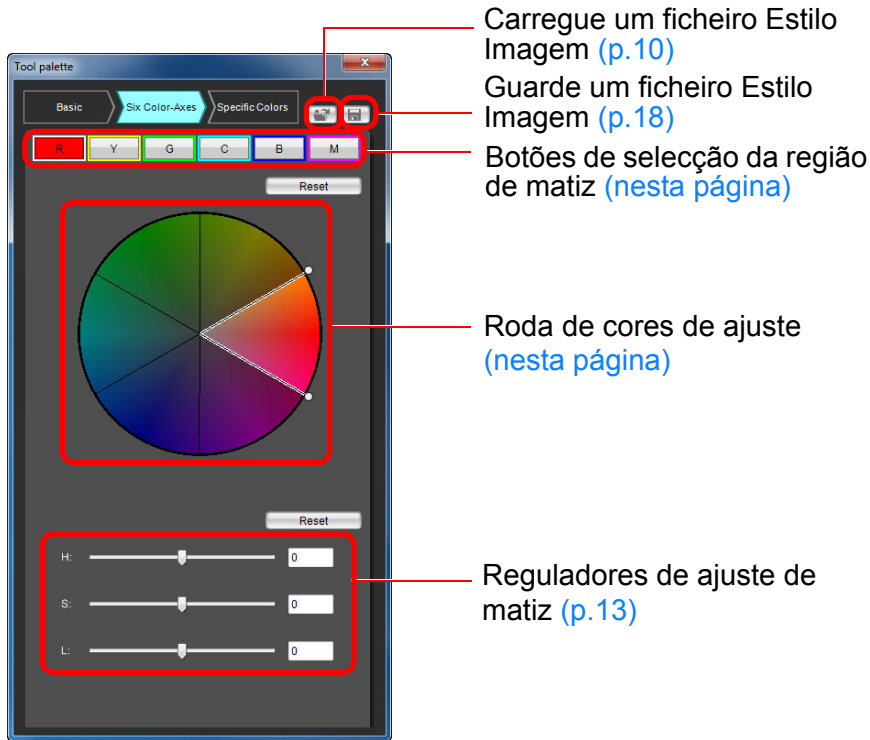 Carregue um ficheiro Estilo
Imagem (p.10)
Tool palette
Guarde um ficheiro Estilo
Imagem (p.18)
Basic Six Color-Axes Specific Colors
Botões de selecção da região
de matiz (nesta página)
R Y G C B M
Reset
Roda de cores de ajuste
(nesta página)
Reset
H: 0
S: 0
L: 0
Reguladores de ajuste de
matiz (p.13)